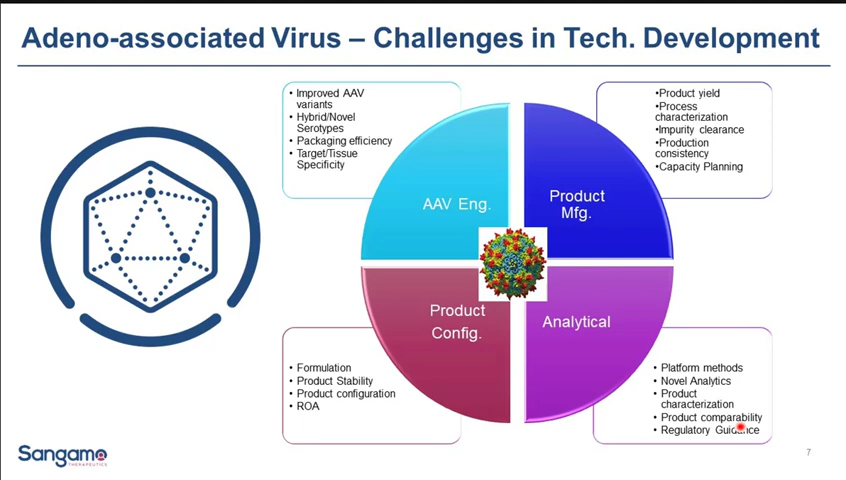 Adeno-associated Virus – Challenges in Tech. Development
• Improved AAV
variants
• Hybrid/Novel
Serotypes
• Packaging efficiency
• Target/Tissue
Specificity
•Product yield
•Process
characterization
•Impurity clearance
•Production
consistency
•Capacity Planning
AAV Eng.
Product
Mfg.
Product
Config.
Analytical
• Formulation
• Product Stability
• Product configuration
• ROA
• Platform methods
• Novel Analytics
• Product
characterization
• Product comparability
• Regulatory Guidance
Sangamo
THERAPEUTICS
7